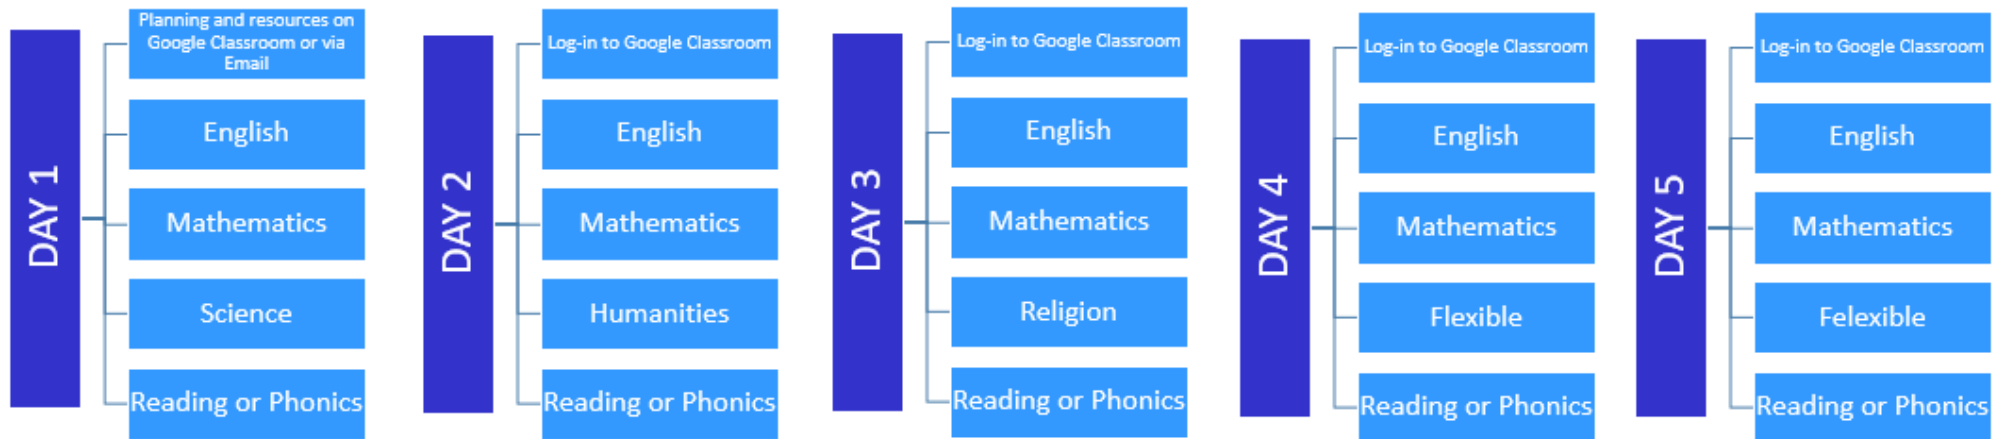 DAY 1
Planning and resources on
Google Classroom or via
Email
English
Mathematics
Science
Reading or Phonics
DAY 2
Log-in to Google Classroom
English
Mathematics
Humanities
Reading or Phonics
DAY 3
Log-in to Google Classroom
English
Mathematics
Religion
Reading or Phonics
DAY 4
Log-in to Google Classroom
English
Mathematics
Flexible
Reading or Phonics
DAY 5
Log-in to Google Classroom
English
Mathematics
Felexible
Reading or Phonics